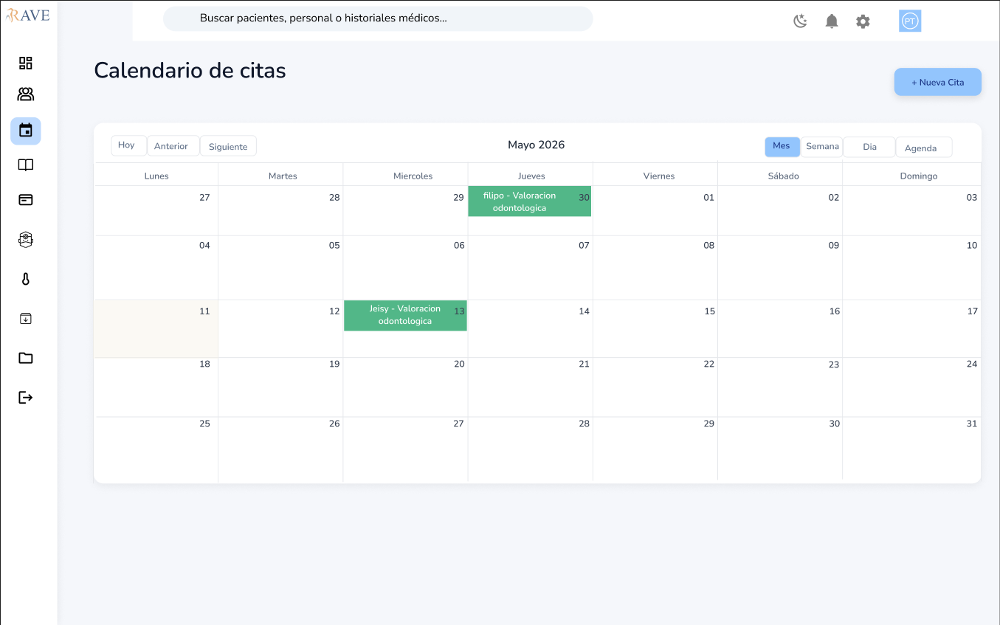 RAVE
Buscar pacientes, personal o historiales médicos...
PT
Calendario de citas
+ Nueva Cita
Hoy Anterior Siguiente Mayo 2026 Mes Semana Dia Agenda
Lunes Martes Miercoles Jueves Viernes Sábado Domingo
27 28 29 filipo - Valoracion 30 01 02 03
odontologica
04 05 06 07 08 09 10
11 12 Jeisy - Valoracion 13 14 15 16 17
odontologica
18 19 20 21 22 23 24
25 26 27 28 29 30 31